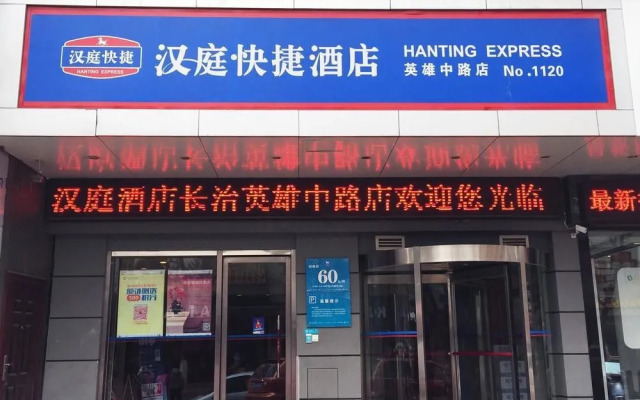 汉庭快捷
HANTING EXPRESS
汉庭快捷酒店
HANTING EXPRESS
英雄中路店 No.1120
汉庭酒店长治英雄中路店欢迎您光临
最新
60
P